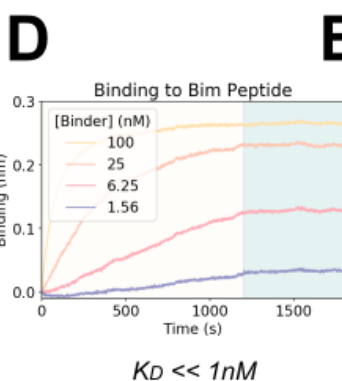 D
E
Binding to Bim Peptide
[Binder] (nM)
100
25
6.25
1.56
0.3
0.2
0.1
0.0
0
500
1000
1500
Time (s)
KD << 1nM